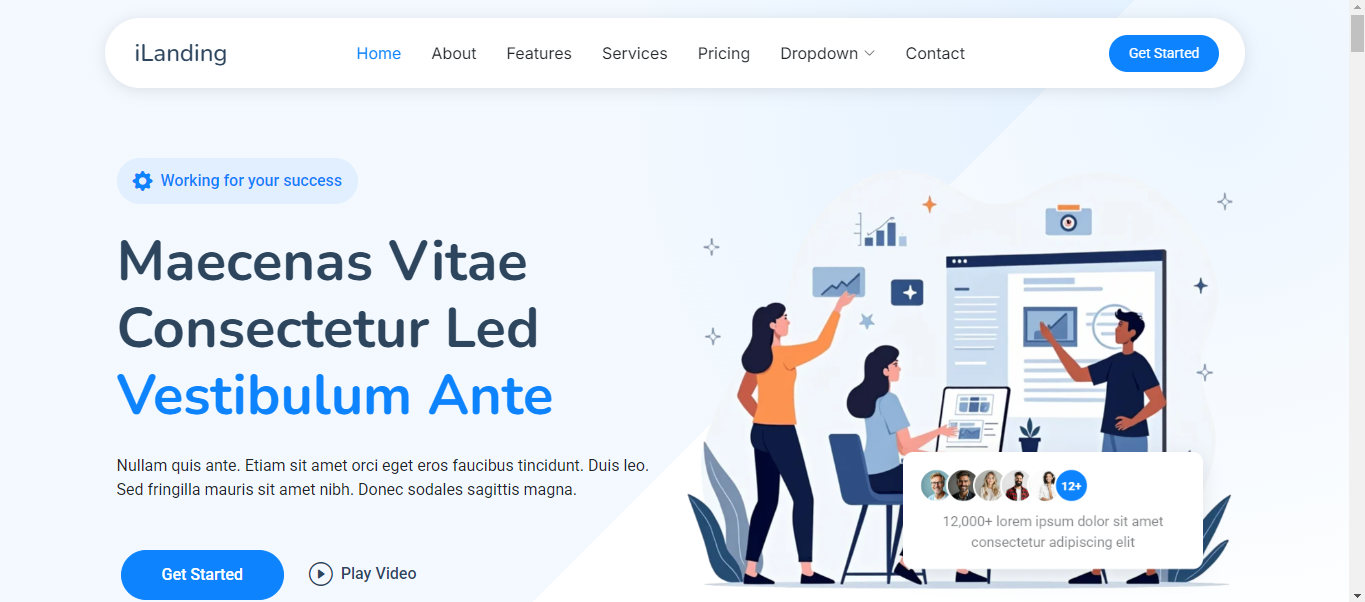 iLanding
Home
About
Features
Services
Pricing
Dropdown
Contact
Get Started
Working for your success
Maecenas Vitae
Consectetur Led
Vestibulum Ante
Nullam quis ante. Etiam sit amet orci eget eros faucibus tincidunt. Duis leo.
Sed fringilla mauris sit amet nibh. Donec sodales sagittis magna.
Get Started
Play Video
12+
12,000+ lorem ipsum dolor sit amet
consectetur adipiscing elit